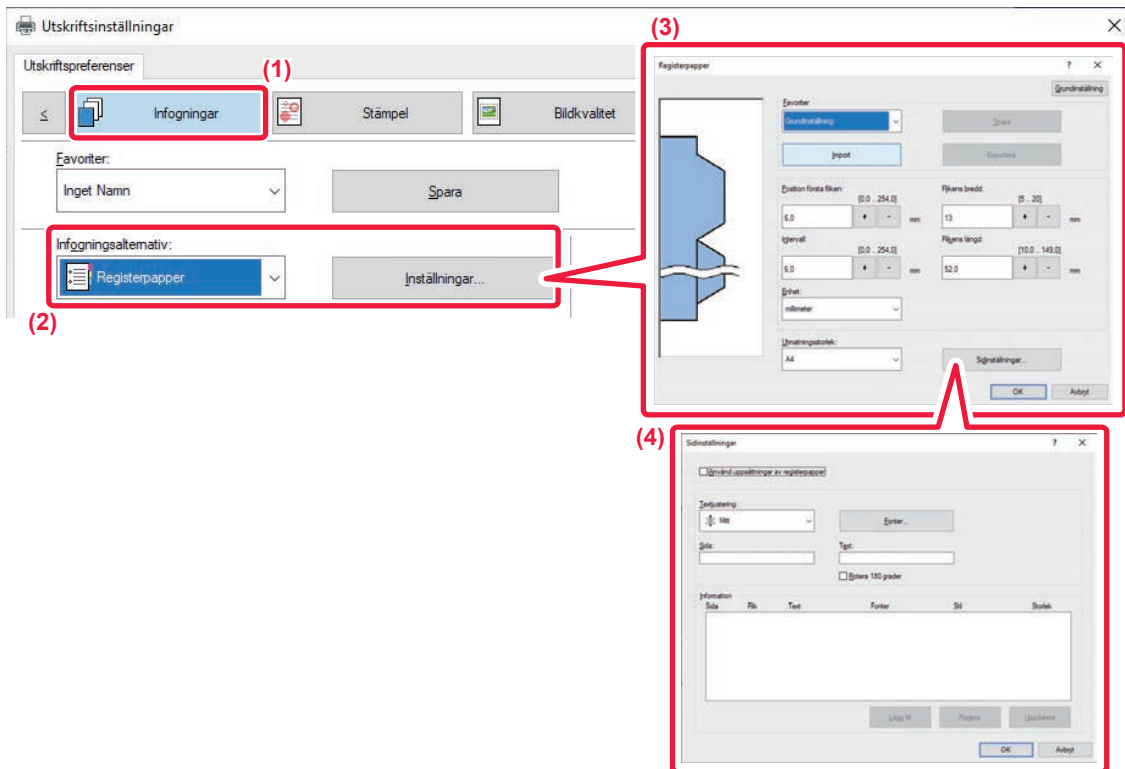 Utskriftsinställningar
Utskriftspreferenser
(1)
≤ Infogningar Stämpel Bildkvalitet
Favoriter:
Inget Namn Spara
Infogningsalternativ:
Registerpapper Inställningar...
(2)
(3)
Registerpapper ? ×
Grundinställning
Favoriter
Grundinställning Spara
Import Exportera
Position första fliken: Flikens bredd:
[0,0 .. 254,0] [5 .. 20]
6,0 + - mm 13 + - mm
Intervall: Flikens längd:
[0,0 .. 254,0] [10,0 .. 149,0]
6,0 + - mm 52,0 + - mm
Enhet:
millimeter
Utmatningsstorlek:
A4 Sidinställningar...
OK Avbryt
(4)
Sidinställningar ? ×
Använd uppsättningar av registerpapper
Textjustering:
Mitt Fonter...
Sida: Text:
Rotera 180 grader
Information
Sida Flik Text Fonter Stil Storlek
Lägg till Radera Uppdatera
OK Avbryt